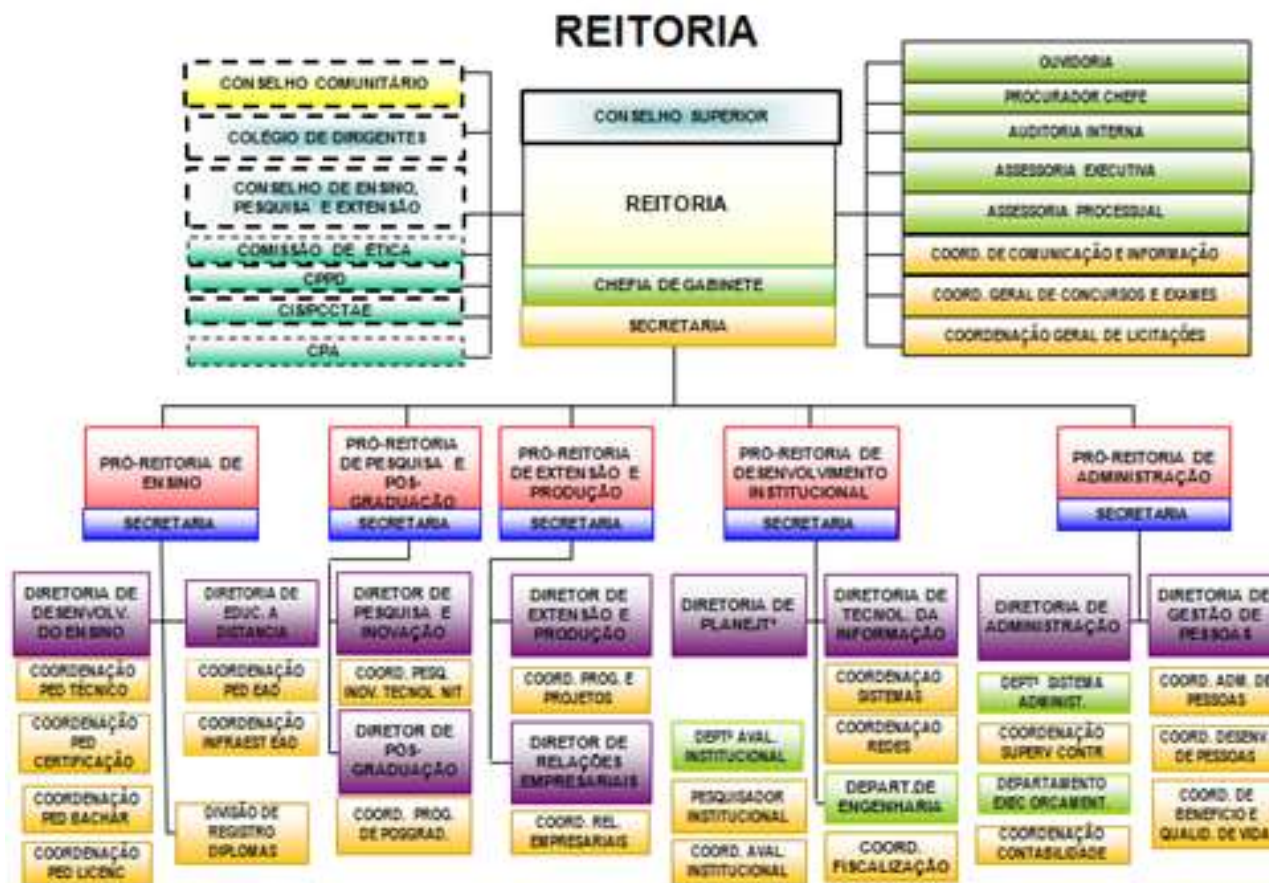 REITORIA
CONSELHO COMUNITÁRIO
COLÉGIO DE DIRIGENTES
CONSELHO DE ENSINO,
PESQUISA E EXTENSÃO
COMISSÃO DE ÉTICA
CPPD
CIS/PCCTAE
CPA
CONSELHO SUPERIOR
REITORIA
CHEFIA DE GABINETE
SECRETARIA
OUVIDORIA
PROCURADOR CHEFE
AUDITORIA INTERNA
ASSESSORIA EXECUTIVA
ASSESSORIA PROCESSUAL
COORD. DE COMUNICAÇÃO E INFORMAÇÃO
COORD. GERAL DE CONCURSOS E EXAMES
COORDENAÇÃO GERAL DE LICITAÇÕES
PRÓ-REITORIA DE
ENSINO
SECRETARIA
PRÓ-REITORIA
DE PESQUISA E
PÓS-
GRADUAÇÃO
SECRETARIA
PRÓ-REITORIA
DE EXTENSÃO E
PRODUÇÃO
SECRETARIA
PRÓ-REITORIA DE
DESENVOLVIMENTO
INSTITUCIONAL
SECRETARIA
PRÓ-REITORIA DE
ADMINISTRAÇÃO
SECRETARIA
DIRETORIA DE
DESENVOLV.
DO ENSINO
COORDENAÇÃO
PED TÉCNICO
COORDENAÇÃO
PED
CERTIFICAÇÃO
COORDENAÇÃO
PED BACHAR
COORDENAÇÃO
PED LICENC
DIRETORIA DE
EDUC. A
DISTANCIA
COORDENAÇÃO
PED EAD
COORDENAÇÃO
INFRAEST EAD
DIVISÃO DE
REGISTRO
DIPLOMAS
DIRETOR DE
PESQUISA E
INOVAÇÃO
COORD. PESQ.
INOV. TECNOL. NIT
DIRETOR DE
POS-
GRADUAÇÃO
COORD. PROG.
DE POSGRAD.
DIRETOR DE
EXTENSÃO E
PRODUÇÃO
COORD. PROG. E
PROJETOS
DIRETOR DE
RELAÇÕES
EMPRESARIAIS
COORD. REL.
EMPRESARIAIS
DIRETORIA DE
PLANEJTº
DEPTº AVAL.
INSTITUCIONAL
PESQUISADOR
INSTITUCIONAL
COORD. AVAL.
INSTITUCIONAL
DIRETORIA DE
TECNOL. DA
INFORMAÇÃO
COORDENAÇAO
SISTEMAS
COORDENAÇAO
REDES
DEPART. DE
ENGENHARIA
COORD.
FISCALIZAÇÃO
DIRETORIA DE
ADMINISTRAÇÃO
DEPTº SISTEMA
ADMINIST.
COORDENAÇÃO
SUPERV CONTR
DEPARTAMENTO
EXEC ORCAMENT.
COORDENAÇÃO
CONTABILIDADE
DIRETORIA DE
GESTÃO DE
PESSOAS
COORD. ADM. DE
PESSOAS
COORD. DESENV.
DE PESSOAS
COORD. DE
BENEFICIO E
QUALID. DE VIDA